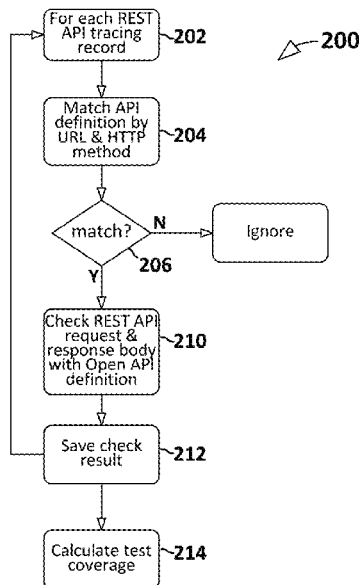 For each REST
API tracing
record
202
200
Match API
definition by
URL & HTTP
method
204
match?
N
Ignore
206
Y
Check REST API
request &
response body
with Open API
definition
210
Save check
result
212
Calculate test
coverage
214